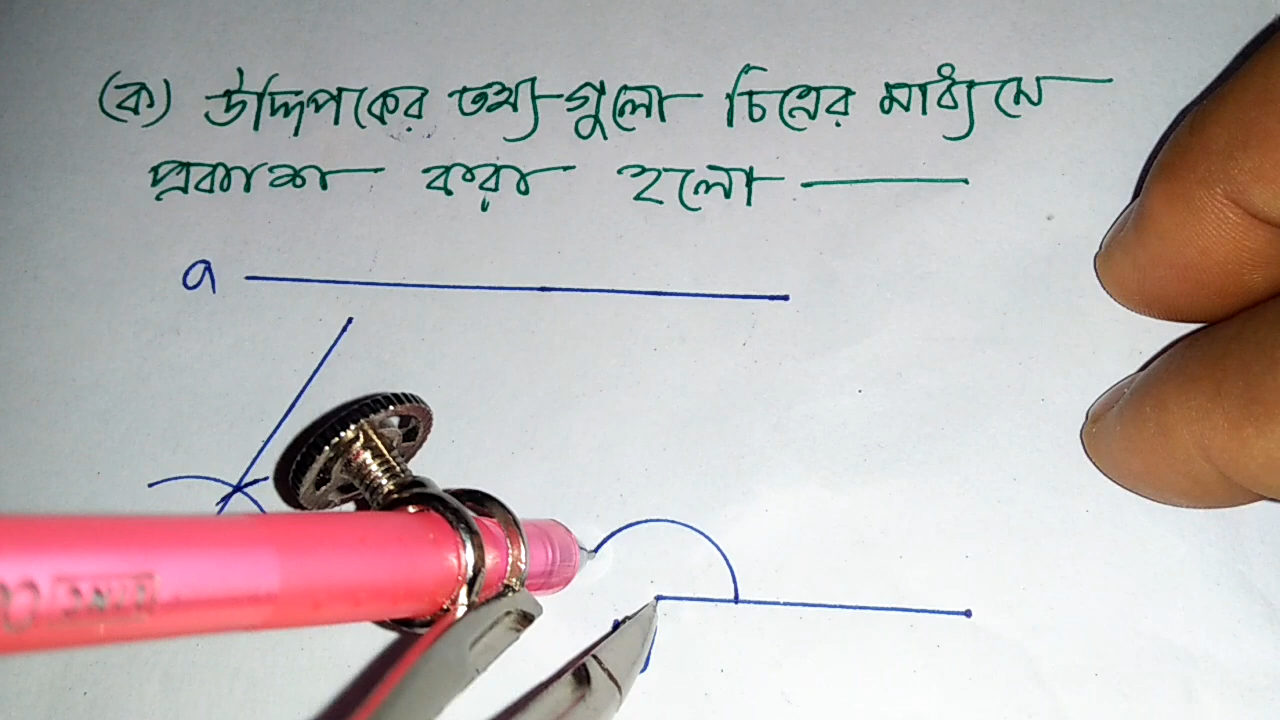 (ক) উদ্দিপকের তথ্যগুলো চিত্রের মাধ্যমে
প্রকাশ করা হলো —
a